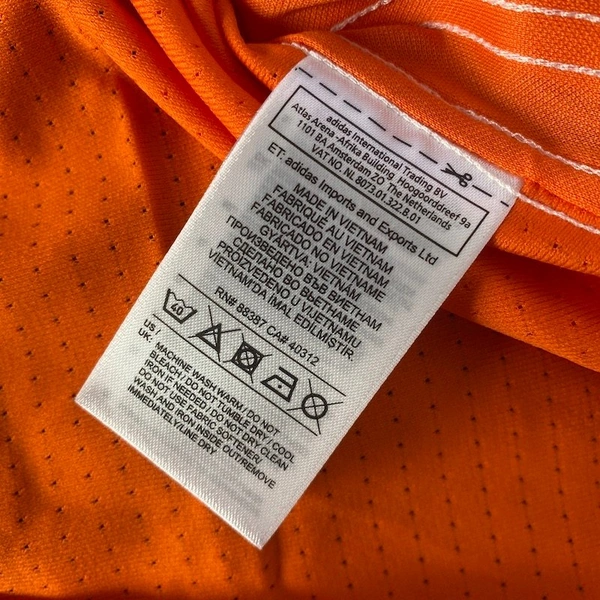 adidas International Trading BV
Atlas Arena -Afrika Building Hoogoorddreef 9a
1101 BA Amsterdam ZO The Netherlands
VAT NO. NL 8073.01.322.B.01
ET: adidas Imports and Exports Ltd
MADE IN VIETNAM
FABRIQUE AU VIETNAM
FABRICADO EN VIETNAM
FABRICADO NO VIETNAME
GYÁRTVA: VIETNÁM
ПРОИЗВЕДЕНО ВЪВ ВИЕТНАМ
СДЕЛАНО ВО ВЬЕТНАМЕ
PROIZVEDENO U VIJETNAMU
VIETNAM'DA İMAL EDİLMİŞTİR
RN# 88387 CA# 40312
40
US /
UK:
MACHINE WASH WARM / DO NOT
BLEACH / DO NOT TUMBLE DRY / COOL
IRON IF NEEDED / DO NOT DRY CLEAN
DO NOT USE FABRIC SOFTENER/
WASH AND IRON INSIDE OUT/REMOVE
IMMEDIATELY/LINE DRY